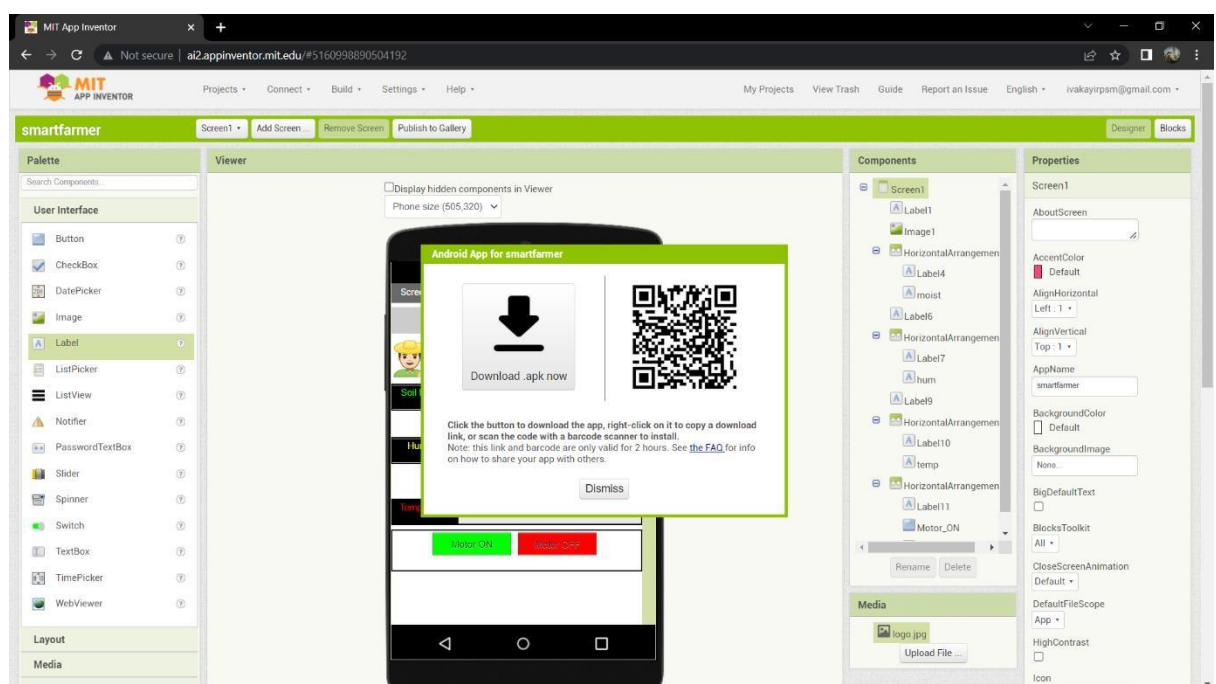 MIT App Inventor
Not secure | ai2.appinventor.mit.edu/#5160998890504192
MIT
APP INVENTOR
Projects Connect Build Settings Help My Projects View Trash Guide Report an Issue English ivakayirpsm@gmail.com
smartfarmer Screen1 Add Screen ... Remove Screen Publish to Gallery Designer Blocks
Palette
Search Components...
User Interface
Button
CheckBox
DatePicker
Image
Label
ListPicker
ListView
Notifier
PasswordTextBox
Slider
Spinner
Switch
TextBox
TimePicker
WebViewer
Layout
Media
Viewer
Display hidden components in Viewer
Phone size (505,320)
Android App for smartfarmer
Download .apk now
Click the button to download the app, right-click on it to copy a download
link, or scan the code with a barcode scanner to install.
Note: this link and barcode are only valid for 2 hours. See the FAQ for info
on how to share your app with others.
Dismiss
Scree
Soil
Hu
Temp
Motor ON Motor OFF
Components
Screen1
Label1
Image1
HorizontalArrangemen
Label4
moist
Label6
HorizontalArrangemen
Label7
hum
Label9
HorizontalArrangemen
Label10
temp
HorizontalArrangemen
Label11
Motor_ON
Rename Delete
Media
logo.jpg
Upload File ...
Properties
Screen1
AboutScreen
AccentColor
Default
AlignHorizontal
Left : 1
AlignVertical
Top : 1
AppName
smartfarmer
BackgroundColor
Default
BackgroundImage
None...
BigDefaultText
BlocksToolkit
All
CloseScreenAnimation
Default
DefaultFileScope
App
HighContrast
Icon